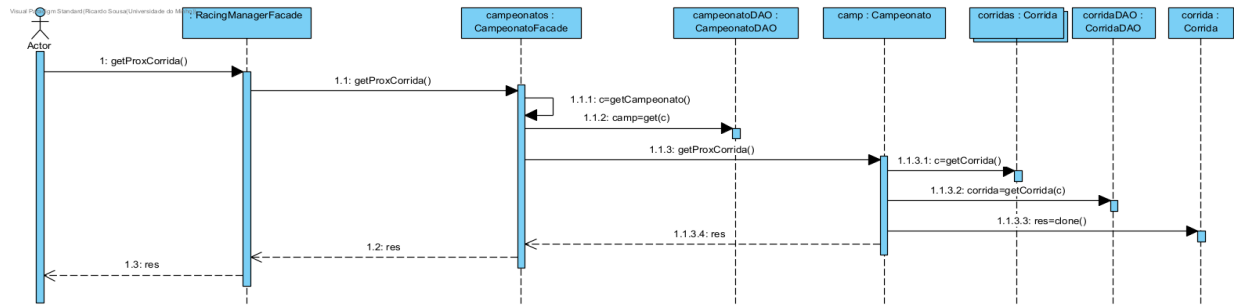 Visual Paradigm Standard(Ricardo Sousa(Universidade do Minho))
: RacingManagerFacade
campeonatos :
CampeonatoFacade
campeonatoDAO :
CampeonatoDAO
camp : Campeonato
corridas : Corrida
corridaDAO :
CorridaDAO
corrida :
Corrida
Actor
1: getProxCorrida()
1.1: getProxCorrida()
1.1.1: c=getCampeonato()
1.1.2: camp=get(c)
1.1.3: getProxCorrida()
1.1.3.1: c=getCorrida()
1.1.3.2: corrida=getCorrida(c)
1.1.3.3: res=clone()
1.1.3.4: res
1.2: res
1.3: res